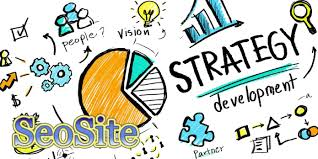 people?
Vision
STRATEGY
development
SeoSite
Partner
a